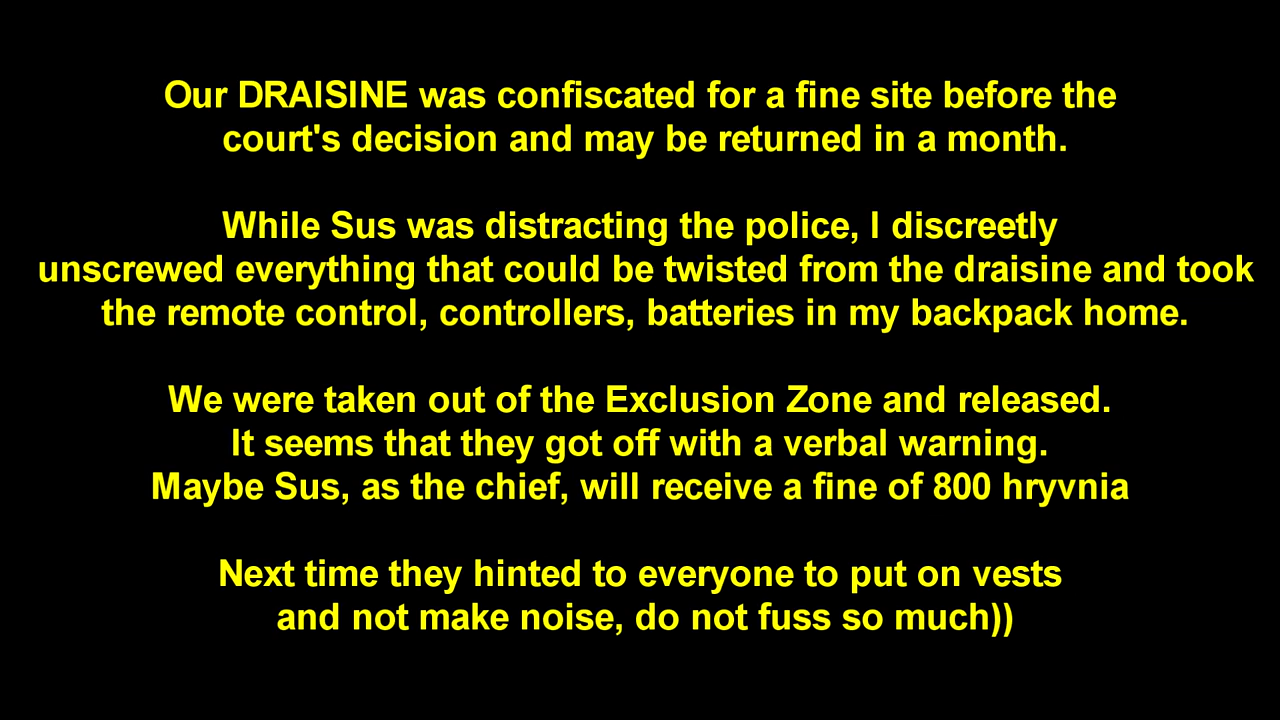 Our DRAISINE was confiscated for a fine site before the
court's decision and may be returned in a month.
While Sus was distracting the police, I discreetly
unscrewed everything that could be twisted from the draisine and took
the remote control, controllers, batteries in my backpack home.
We were taken out of the Exclusion Zone and released.
It seems that they got off with a verbal warning.
Maybe Sus, as the chief, will receive a fine of 800 hryvnia
Next time they hinted to everyone to put on vests
and not make noise, do not fuss so much))